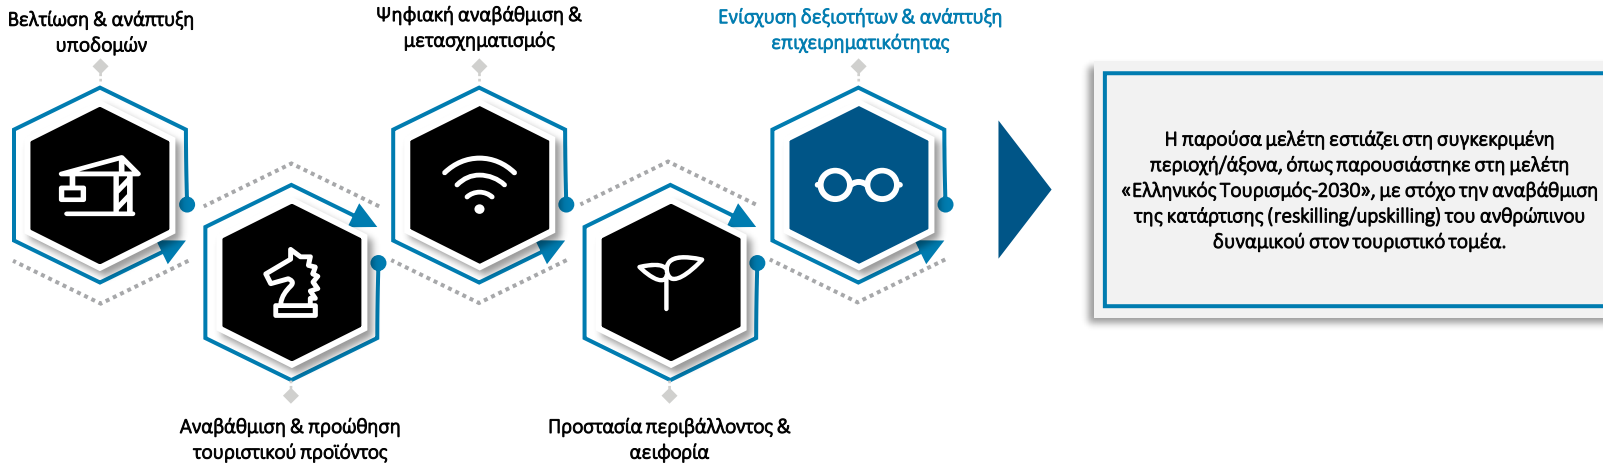 Βελτίωση & ανάπτυξη
υποδομών
Ψηφιακή αναβάθμιση &
μετασχηματισμός
Ενίσχυση δεξιοτήτων & ανάπτυξη
επιχειρηματικότητας
Η παρούσα μελέτη εστιάζει στη συγκεκριμένη
περιοχή/άξονα, όπως παρουσιάστηκε στη μελέτη
«Ελληνικός Τουρισμός-2030», με στόχο την αναβάθμιση
της κατάρτισης (reskilling/upskilling) του ανθρώπινου
δυναμικού στον τουριστικό τομέα.
Αναβάθμιση & προώθηση
τουριστικού προϊόντος
Προστασία περιβάλλοντος &
αειφορία